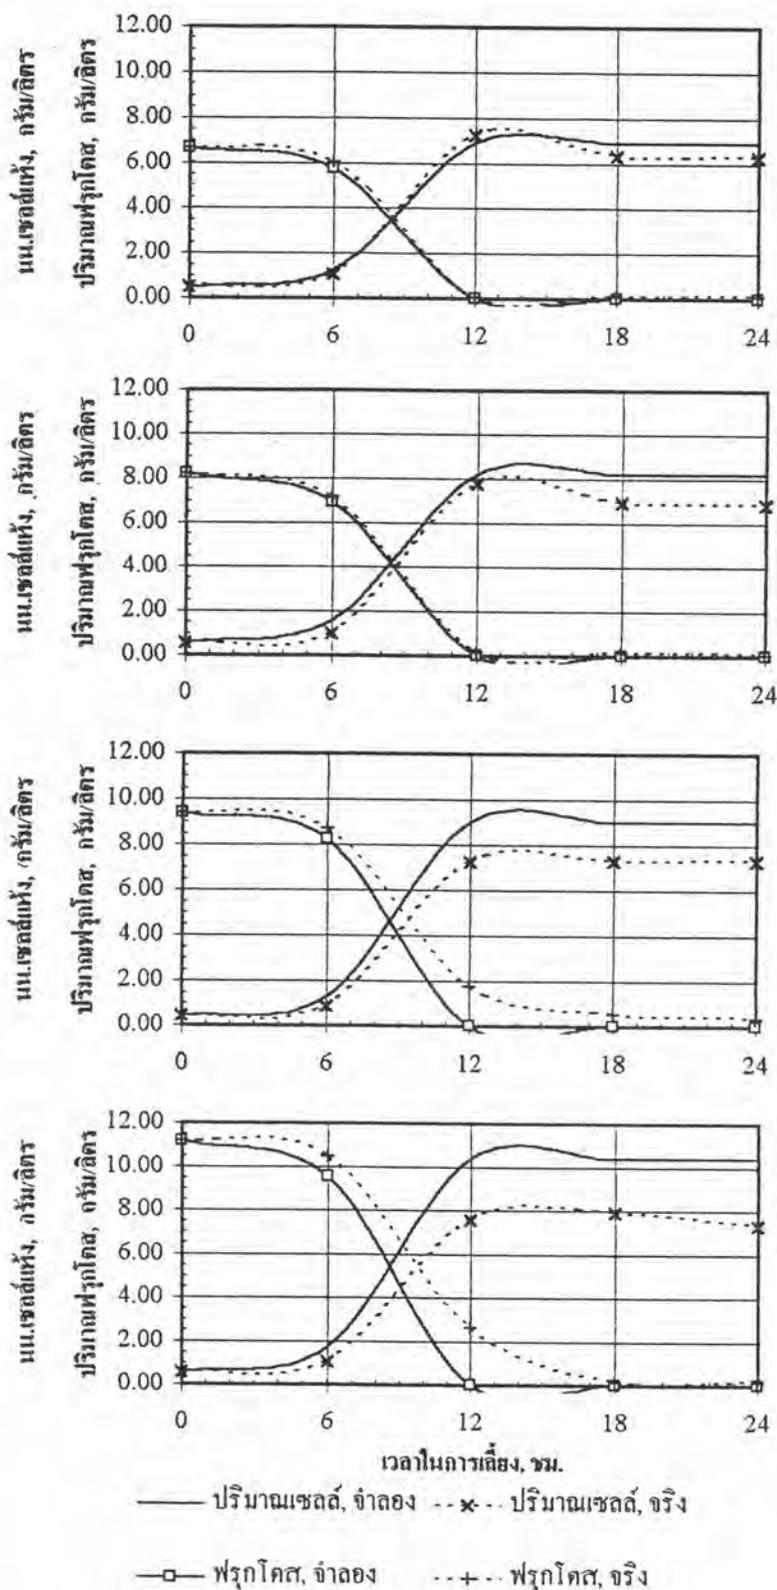 นน.เซลล์แห้ง, กรัม/ลิตร
ปริมาณฟรุกโตส, กรัม/ลิตร
12.00
10.00
8.00
6.00
4.00
2.00
0.00
0 6 12 18 24
นน.เซลล์แห้ง, กรัม/ลิตร
ปริมาณฟรุกโตส, กรัม/ลิตร
12.00
10.00
8.00
6.00
4.00
2.00
0.00
0 6 12 18 24
นน.เซลล์แห้ง, กรัม/ลิตร
ปริมาณฟรุกโตส, กรัม/ลิตร
12.00
10.00
8.00
6.00
4.00
2.00
0.00
0 6 12 18 24
นน.เซลล์แห้ง, กรัม/ลิตร
ปริมาณฟรุกโตส, กรัม/ลิตร
12.00
10.00
8.00
6.00
4.00
2.00
0.00
0 6 12 18 24
เวลาในการเลี้ยง, ชม.
ปริมาณเซลล์, จำลอง ปริมาณเซลล์, จริง
ฟรุกโตส, จำลอง ฟรุกโตส, จริง